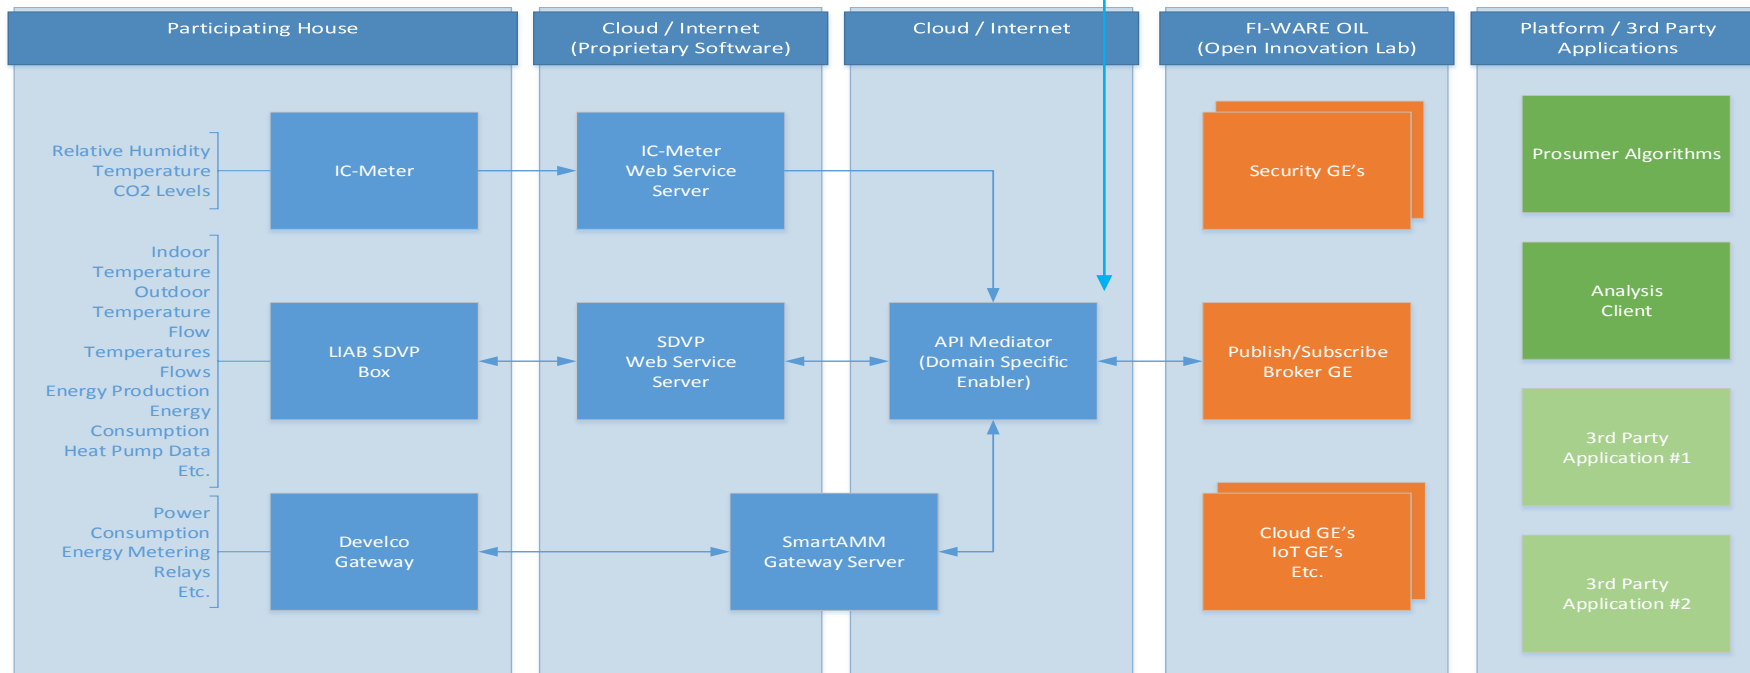 Participating House
Cloud / Internet
(Proprietary Software)
Cloud / Internet
FI-WARE OIL
(Open Innovation Lab)
Platform / 3rd Party
Applications
Relative Humidity
Temperature
CO2 Levels
IC-Meter
IC-Meter
Web Service
Server
Security GE's
Prosumer Algorithms
Indoor
Temperature
Outdoor
Temperature
Flow
Temperatures
Flows
Energy Production
Energy
Consumption
Heat Pump Data
Etc.
LIAB SDVP
Box
SDVP
Web Service
Server
API Mediator
(Domain Specific
Enabler)
Publish/Subscribe
Broker GE
Analysis
Client
3rd Party
Application #1
Power
Consumption
Energy Metering
Relays
Etc.
Develco
Gateway
SmartAMM
Gateway Server
Cloud GE's
IoT GE's
Etc.
3rd Party
Application #2